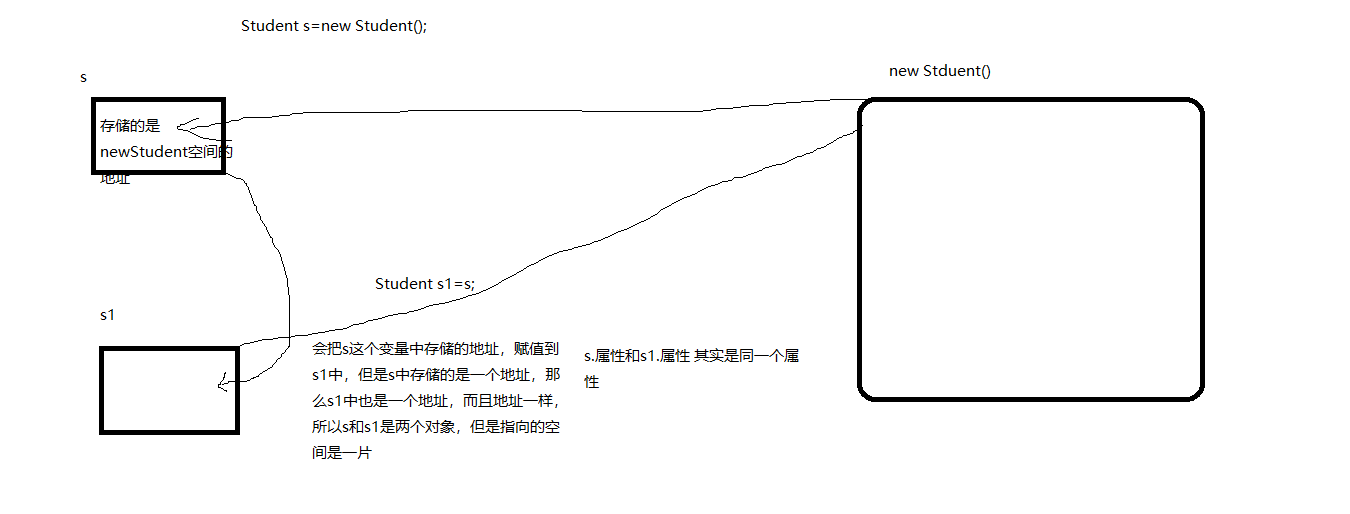 Student s=new Student();
new Stduent()
s
存储的是
newStudent空间的
地址
Student s1=s;
s1
会把s这个变量中存储的地址，赋值到
s1中，但是s中存储的是一个地址，那
么s1中也是一个地址，而且地址一样，
所以s和s1是两个对象，但是指向的空
间是一片
s.属性和s1.属性 其实是同一个属
性